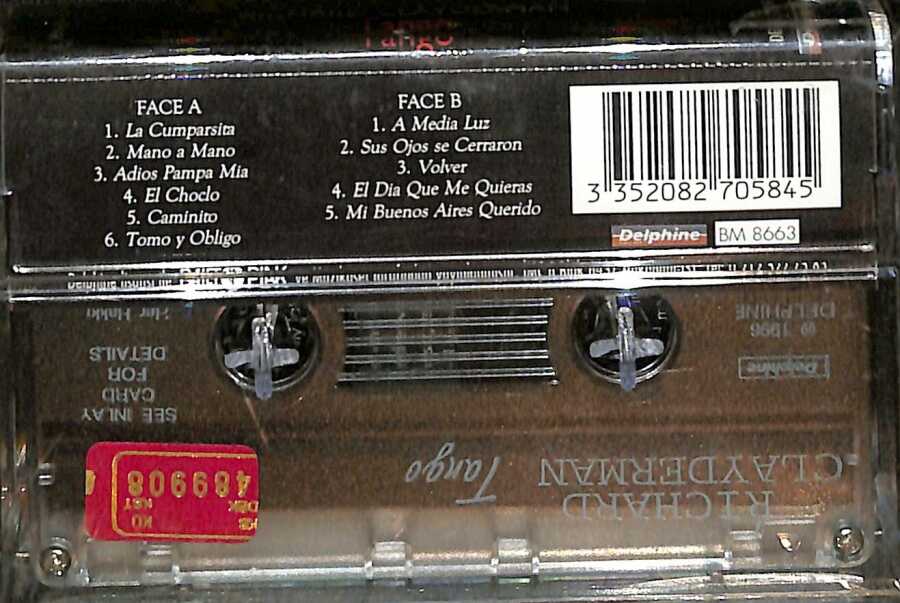 Tango
FACE A
1. La Cumparsita
2. Mano a Mano
3. Adios Pampa Mia
4. El Choclo
5. Caminito
6. Tomo y Obligo
FACE B
1. A Media Luz
2. Sus Ojos se Cerraron
3. Volver
4. El Dia Que Me Quieras
5. Mi Buenos Aires Querido
3 352082 705845
Delphine BM 8663
SEE INLAY
CARD
FOR
DETAILS
℗ 1996
DELPHINE
Delphine
RICHARD
CLAYDERMAN
Tango
489908